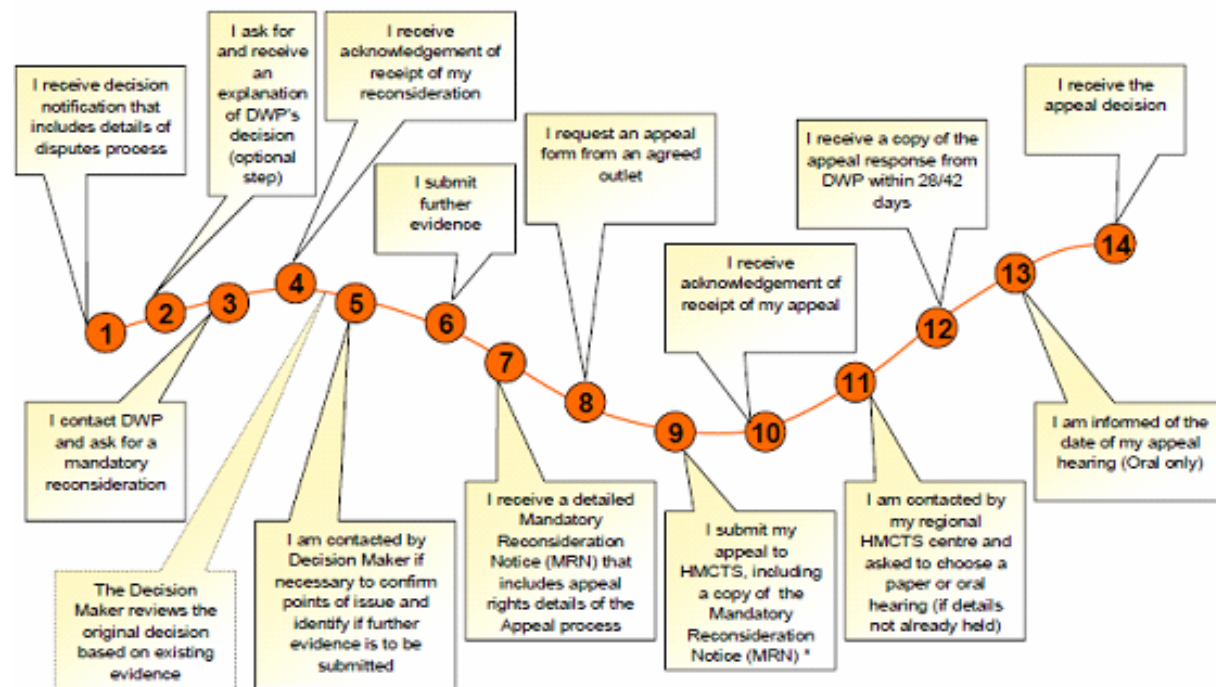 I receive decision
notification that
includes details of
disputes process
I ask for
and receive
an
explanation
of DWP's
decision
(optional
step)
I receive
acknowledgement of
receipt of my
reconsideration
I submit
further
evidence
I request an appeal
form from an agreed
outlet
I receive
acknowledgement of
receipt of my appeal
I receive a copy of the
appeal response from
DWP within 28/42
days
I receive the
appeal decision
1
2
3
4
5
6
7
8
9
10
11
12
13
14
I contact DWP
and ask for a
mandatory
reconsideration
The Decision
Maker reviews the
original decision
based on existing
evidence
I am contacted by
Decision Maker if
necessary to confirm
points of issue and
identify if further
evidence is to be
submitted
I receive a detailed
Mandatory
Reconsideration
Notice (MRN) that
includes appeal
rights details of the
Appeal process
I submit my
appeal to
HMCTS, including
a copy of the
Mandatory
Reconsideration
Notice (MRN) *
I am contacted by
my regional
HMCTS centre and
asked to choose a
paper or oral
hearing (if details
not already held)
I am informed of the
date of my appeal
hearing (Oral only)